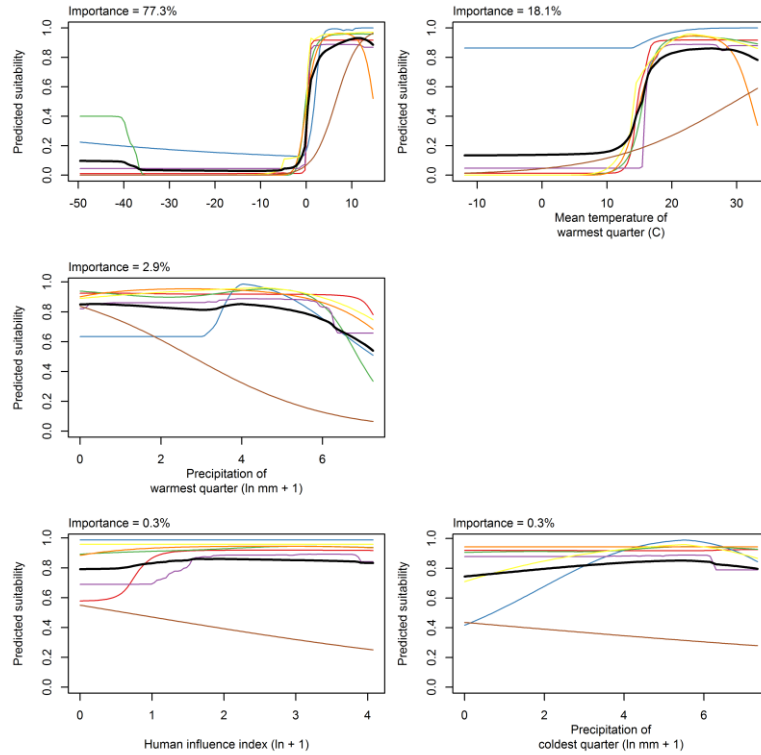 Importance = 77.3%
Predicted suitability
0.0 0.2 0.4 0.6 0.8 1.0
-50 -40 -30 -20 -10 0 10
Importance = 18.1%
Predicted suitability
0.0 0.2 0.4 0.6 0.8 1.0
-10 0 10 20 30
Mean temperature of
warmest quarter (C)
Importance = 2.9%
Predicted suitability
0.0 0.2 0.4 0.6 0.8 1.0
0 2 4 6
Precipitation of
warmest quarter (ln mm + 1)
Importance = 0.3%
Predicted suitability
0.0 0.2 0.4 0.6 0.8 1.0
0 1 2 3 4
Human influence index (ln + 1)
Importance = 0.3%
Predicted suitability
0.0 0.2 0.4 0.6 0.8 1.0
0 2 4 6
Precipitation of
coldest quarter (ln mm + 1)